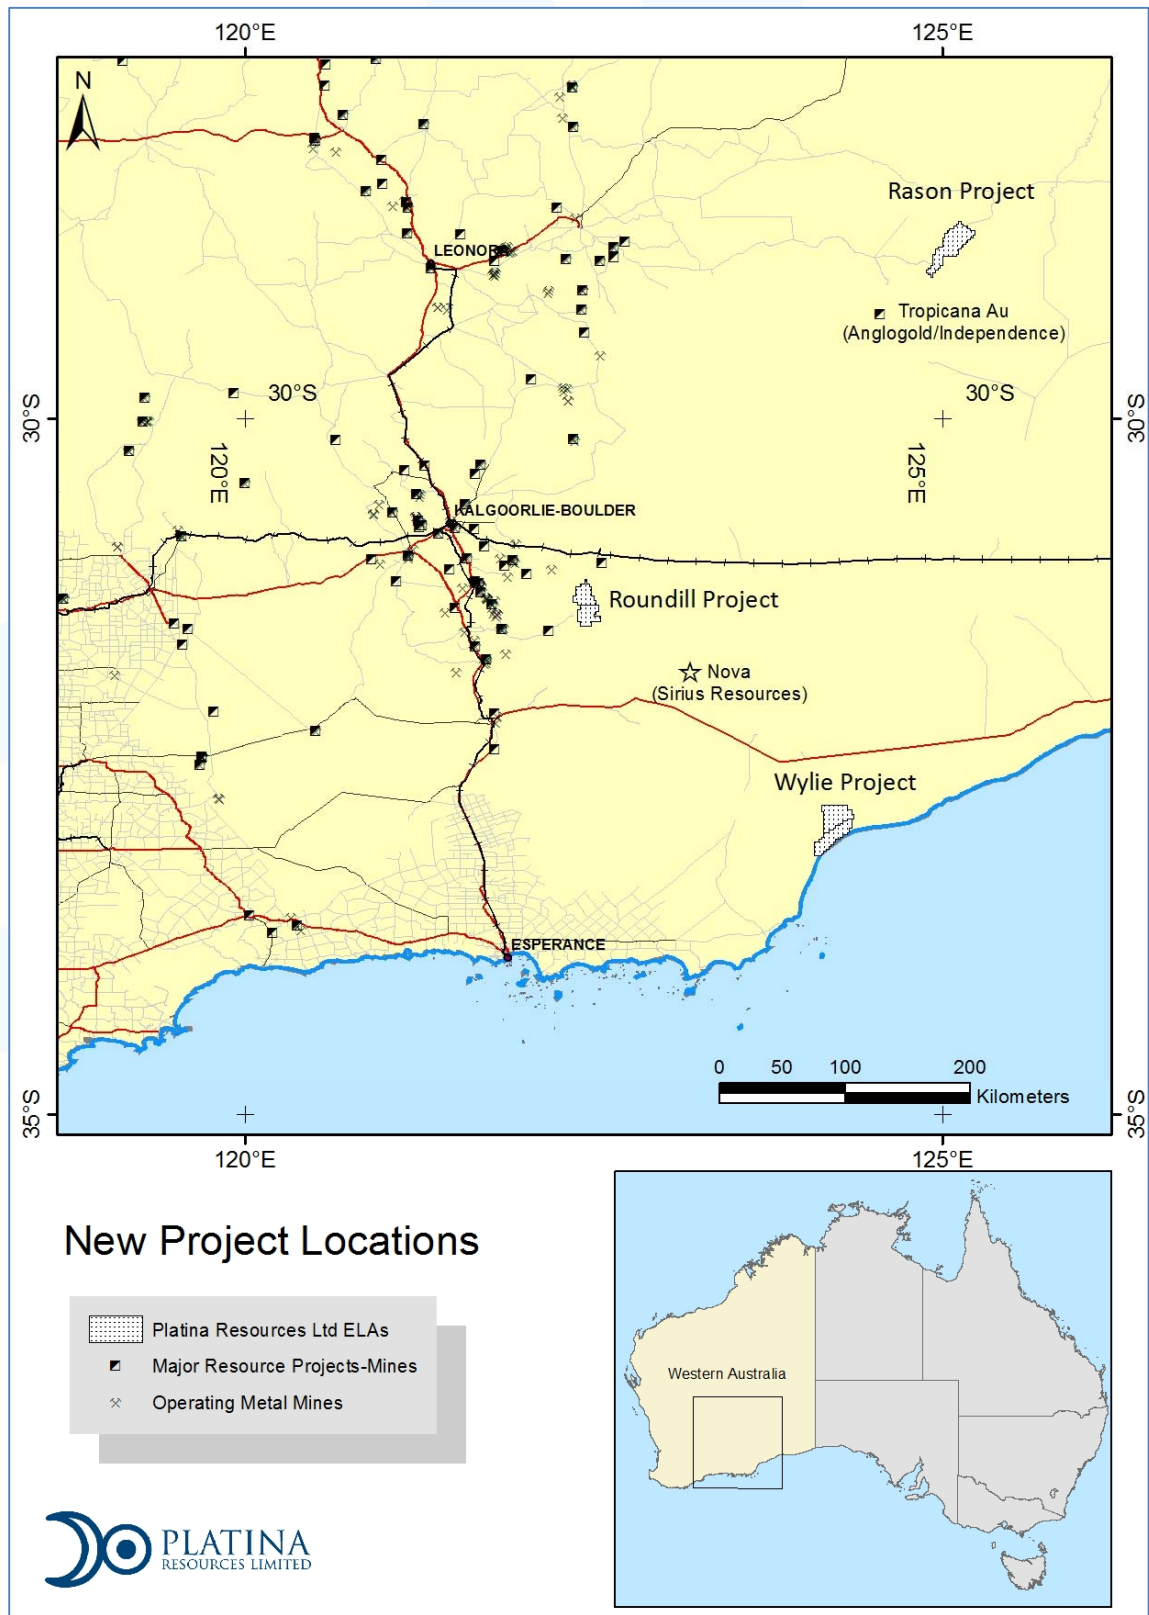 120°E
125°E
N
Rason Project
LEONOR
Tropicana Au
(Anglogold/Independence)
30°S
30°S
30°S
30°S
120°E
125°E
KALGOORLIE-BOULDER
Roundill Project
Nova
(Sirius Resources)
Wylie Project
ESPERANCE
0 50 100 200
Kilometers
35°S
35°S
120°E
125°E
New Project Locations
Platina Resources Ltd ELAs
Major Resource Projects-Mines
Operating Metal Mines
Western Australia
PLATINA
RESOURCES LIMITED